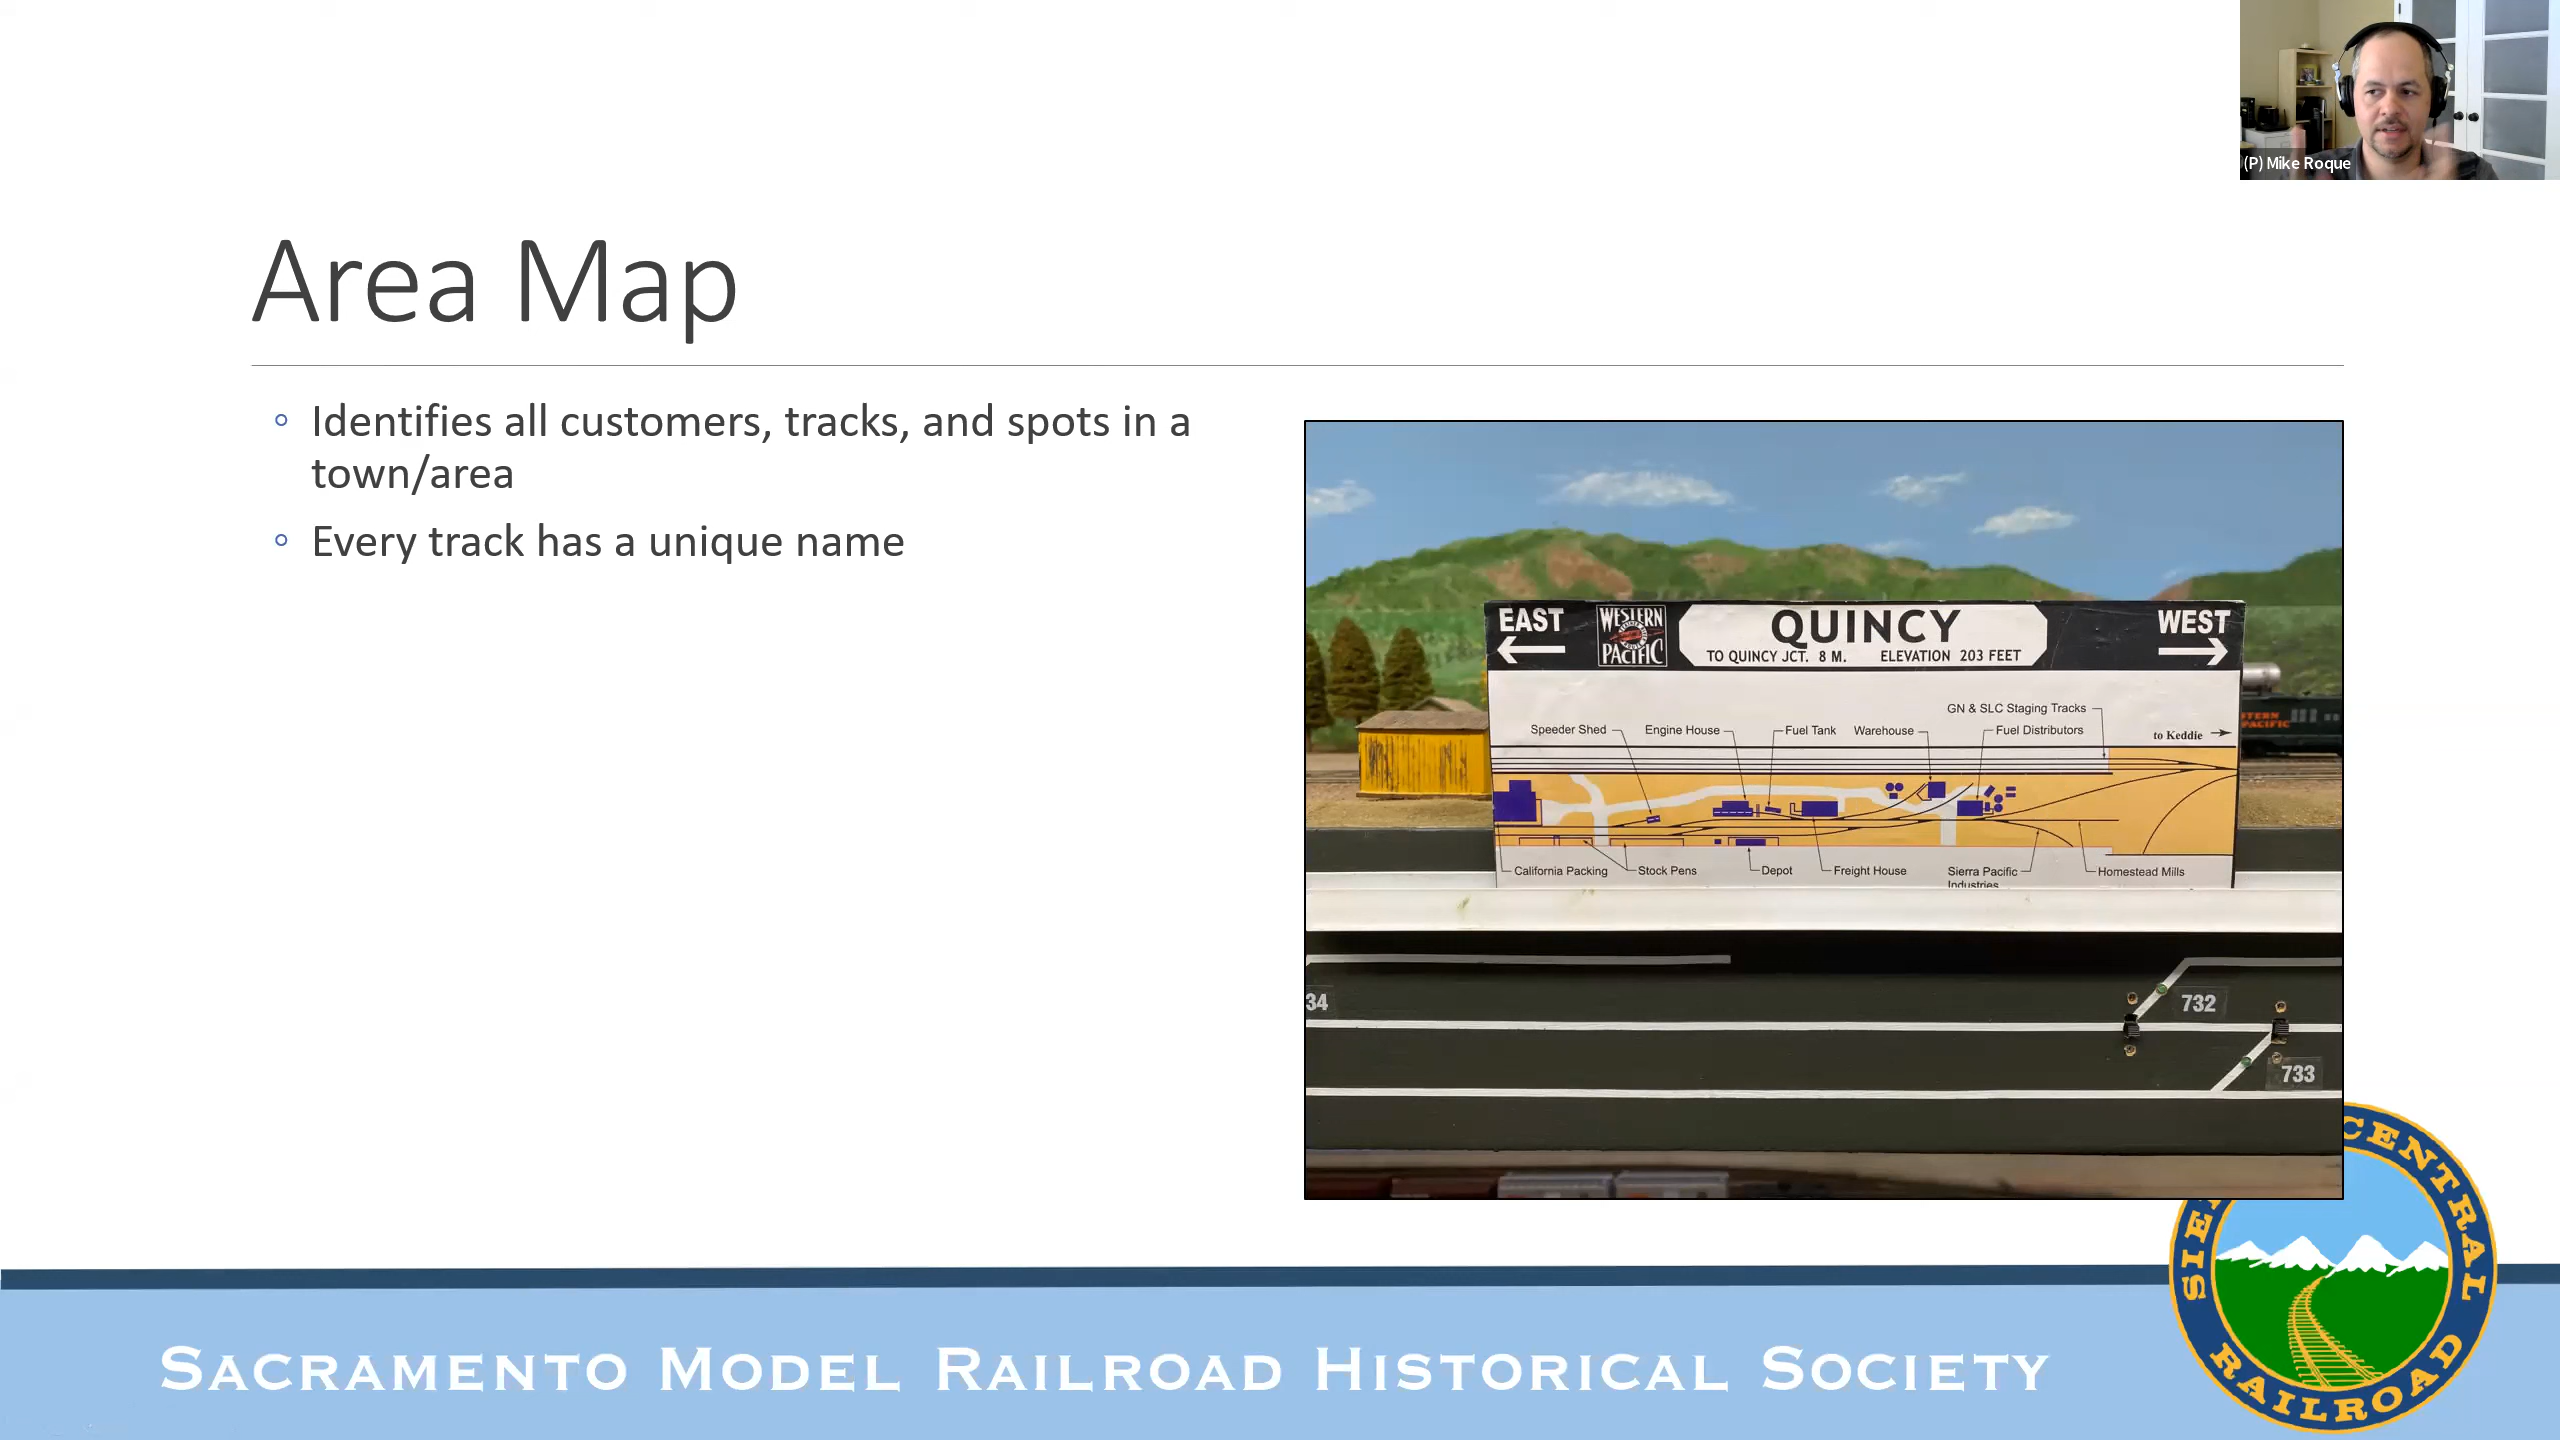 (P) Mike Roque
Area Map
Identifies all customers, tracks, and spots in a
town/area
Every track has a unique name
EAST
WESTERN
PACIFIC
QUINCY
TO QUINCY JCT. 8 M. ELEVATION 203 FEET
WEST
GN & SLC Staging Tracks
Speeder Shed
Engine House
Fuel Tank
Warehouse
Fuel Distributors
to Keddie
California Packing
Stock Pens
Depot
Freight House
Sierra Pacific
Industries
Homestead Mills
PACIFIC
34
732
733
CENTRAL
RAILROAD
SACRAMENTO MODEL RAILROAD HISTORICAL SOCIETY